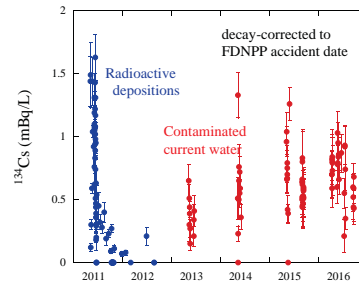 2
decay-corrected to
FDNPP accident date
1.5
Radioactive
depositions
Contaminated
current water
1
0.5
0
¹³⁴Cs (mBq/L)
2011 2012 2013 2014 2015 2016